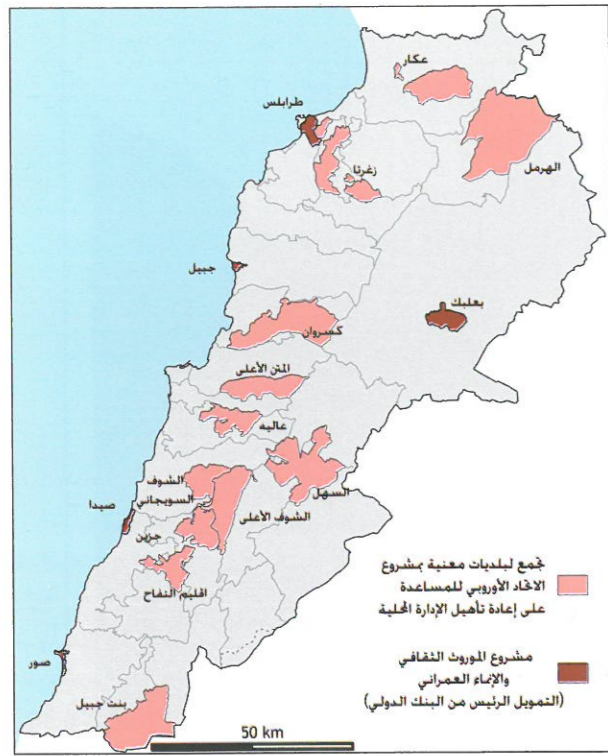 عكار
طرابلس
الهرمل
زغرتا
جبيل
بعلبك
كسروان
المتن الأعلى
عاليه
الشوف
السويجاني
السهل
صيدا
الشوف الأعلى
جزين
اقليم التفاح
صور
بنت جبيل
تجمع لبلديات معنية بمشروع
الاتحاد الأوروبي للمساعدة
على إعادة تأهيل الإدارة المحلية
مشروع الموروث الثقافي
والإنماء العمراني
(التمويل الرئيس من البنك الدولي)
50 km